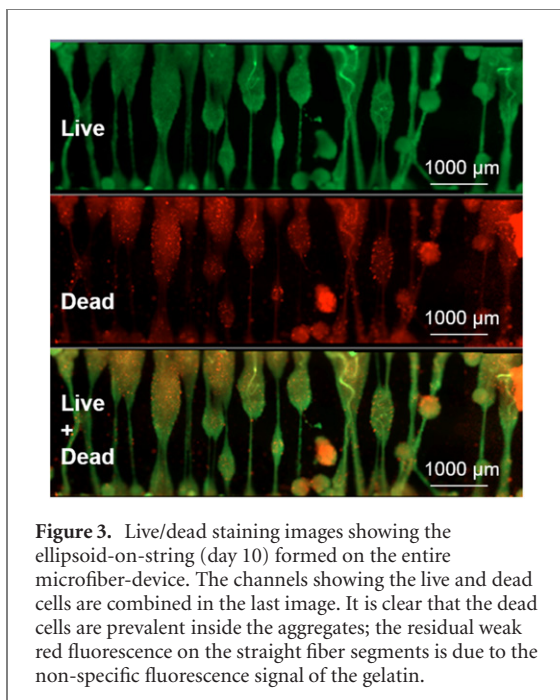 Live
1000 µm
Dead
1000 µm
Live
+
Dead
1000 µm
Figure 3. Live/dead staining images showing the
ellipsoid-on-string (day 10) formed on the entire
microfiber-device. The channels showing the live and dead
cells are combined in the last image. It is clear that the dead
cells are prevalent inside the aggregates; the residual weak
red fluorescence on the straight fiber segments is due to the
non-specific fluorescence signal of the gelatin.